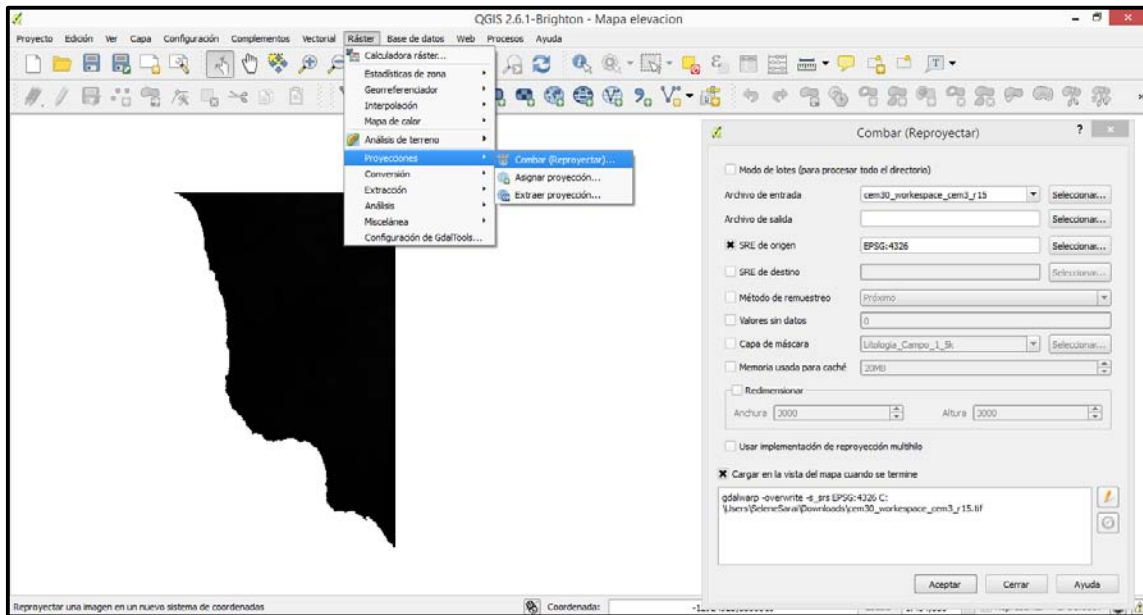 QGIS 2.6.1-Brighton - Mapa elevacion
Proyecto Edición Ver Capa Configuración Complementos Vectorial Ráster Base de datos Web Procesos Ayuda
Calculadora ráster...
Estadísticas de zona
Georreferenciador
Interpolación
Mapa de calor
Análisis de terreno
Proyecciones
Conversión
Extracción
Análisis
Miscelánea
Configuración de GdalTools...
Combar (Reproyectar)...
Asignar proyección...
Extraer proyección...
Combar (Reproyectar)
?
Modo de lotes (para procesar todo el directorio)
Archivo de entrada cem30_workespace_cem3_r15 Seleccionar...
Archivo de salida Seleccionar...
SRE de origen EPSG:4326 Seleccionar...
SRE de destino Seleccionar...
Método de remuestreo Próximo
Valores sin datos 0
Capa de máscara Litologia_Campo_1_5k Seleccionar...
Memoria usada para caché 20MB
Redimensionar
Anchura 3000 Altura 3000
Usar implementación de reproyección multihilo
Cargar en la vista del mapa cuando se termine
gdalwarp -overwrite -s_srs EPSG:4326 C:
\Users\SeleneSarai\Downloads\cem30_workespace_cem3_r15.tif
Aceptar Cerrar Ayuda
Reproyectar una imagen en un nuevo sistema de coordenadas Coordenada: